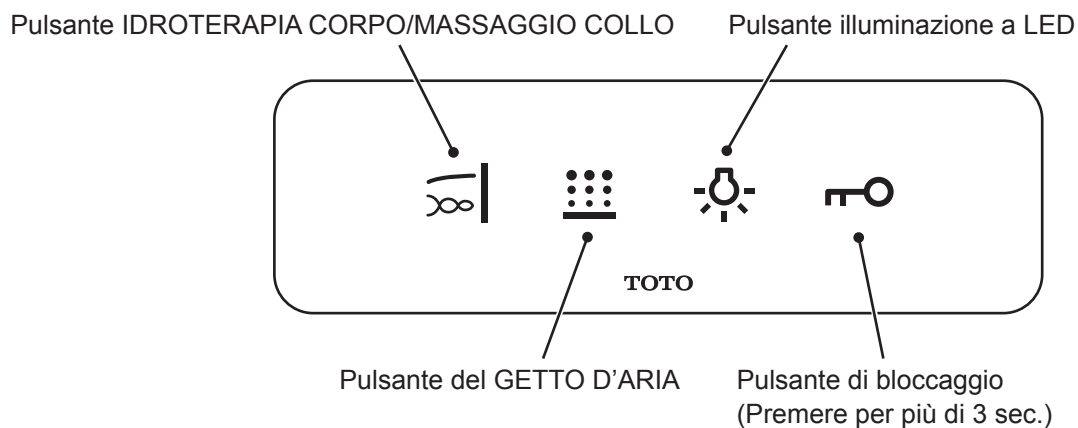 Pulsante IDROTERAPIA CORPO/MASSAGGIO COLLO
Pulsante illuminazione a LED
TOTO
Pulsante del GETTO D’ARIA
Pulsante di bloccaggio
(Premere per più di 3 sec.)